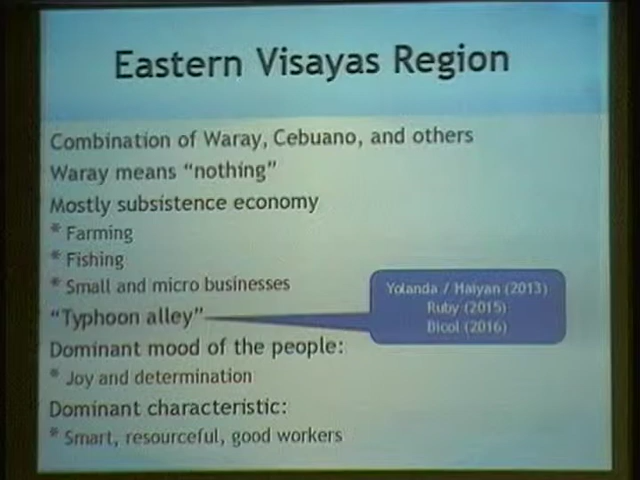 Eastern Visayas Region
Combination of Waray, Cebuano, and others
Waray means “nothing”
Mostly subsistence economy
* Farming
* Fishing
* Small and micro businesses
“Typhoon alley”
Yolanda / Haiyan (2013)
Ruby (2015)
Bicol (2016)
Dominant mood of the people:
* Joy and determination
Dominant characteristic:
* Smart, resourceful, good workers